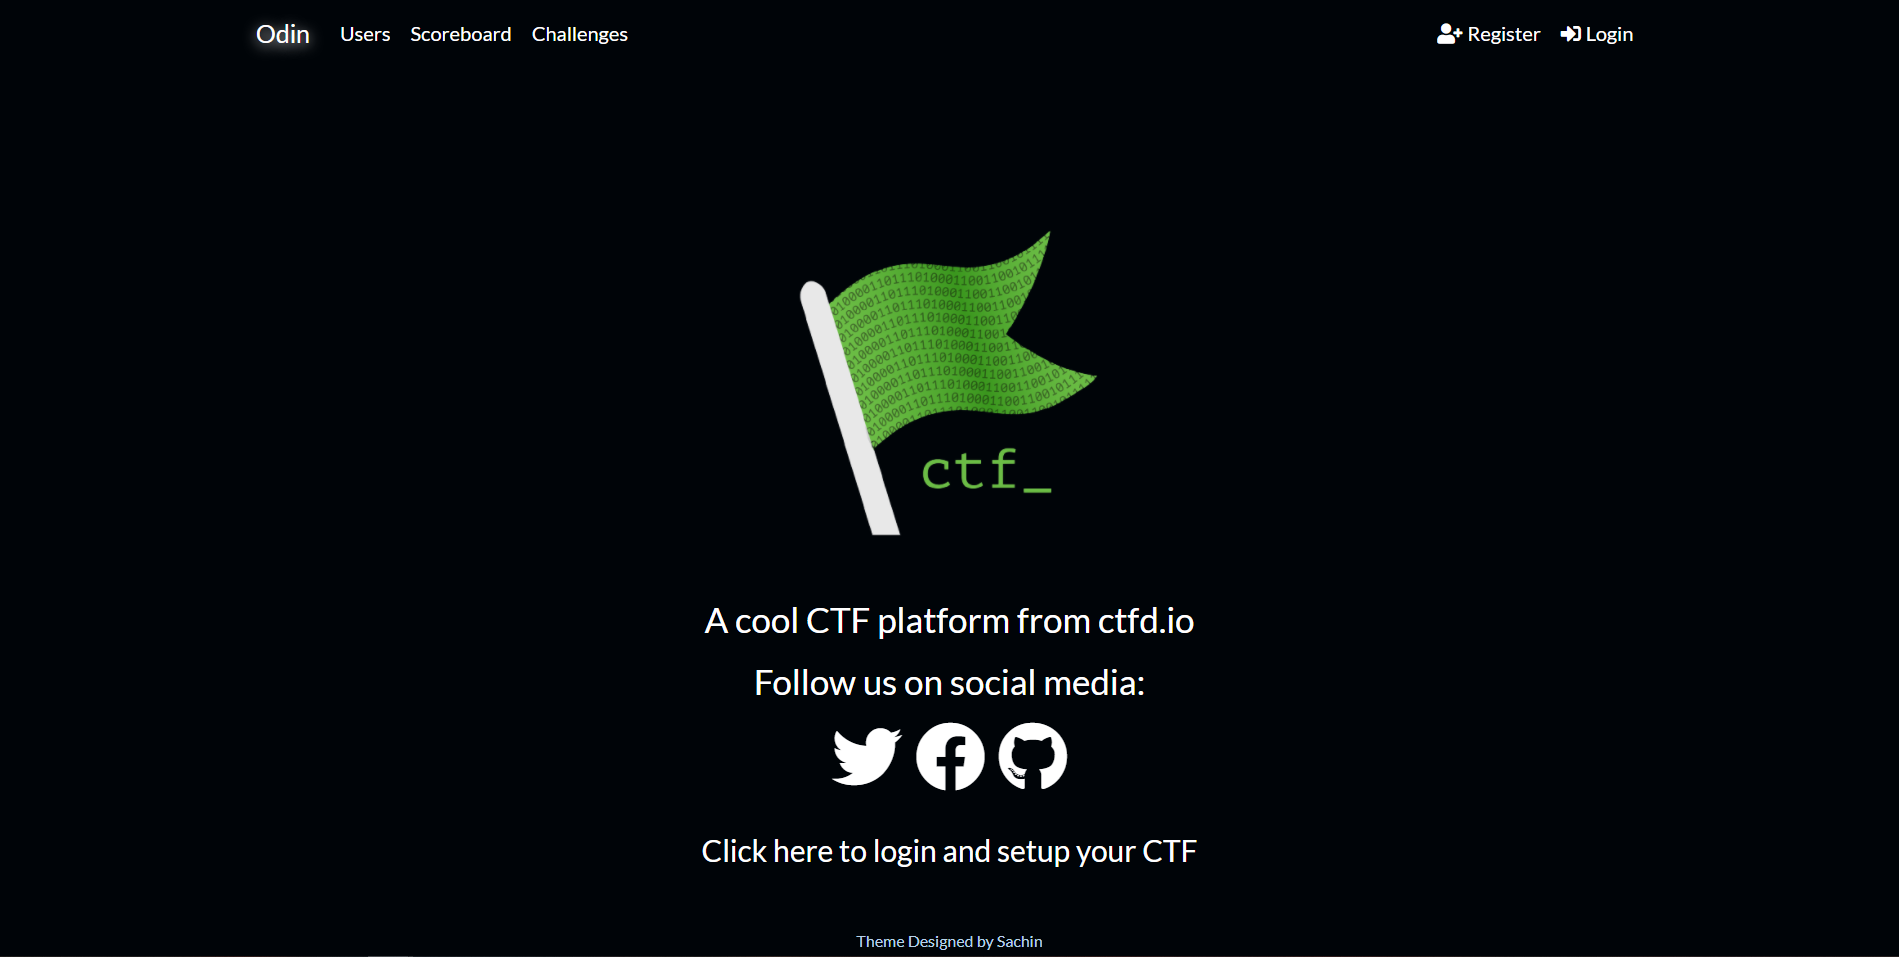 Odin Users Scoreboard Challenges Register Login
ctf_
A cool CTF platform from ctfd.io
Follow us on social media:
Click here to login and setup your CTF
Theme Designed by Sachin